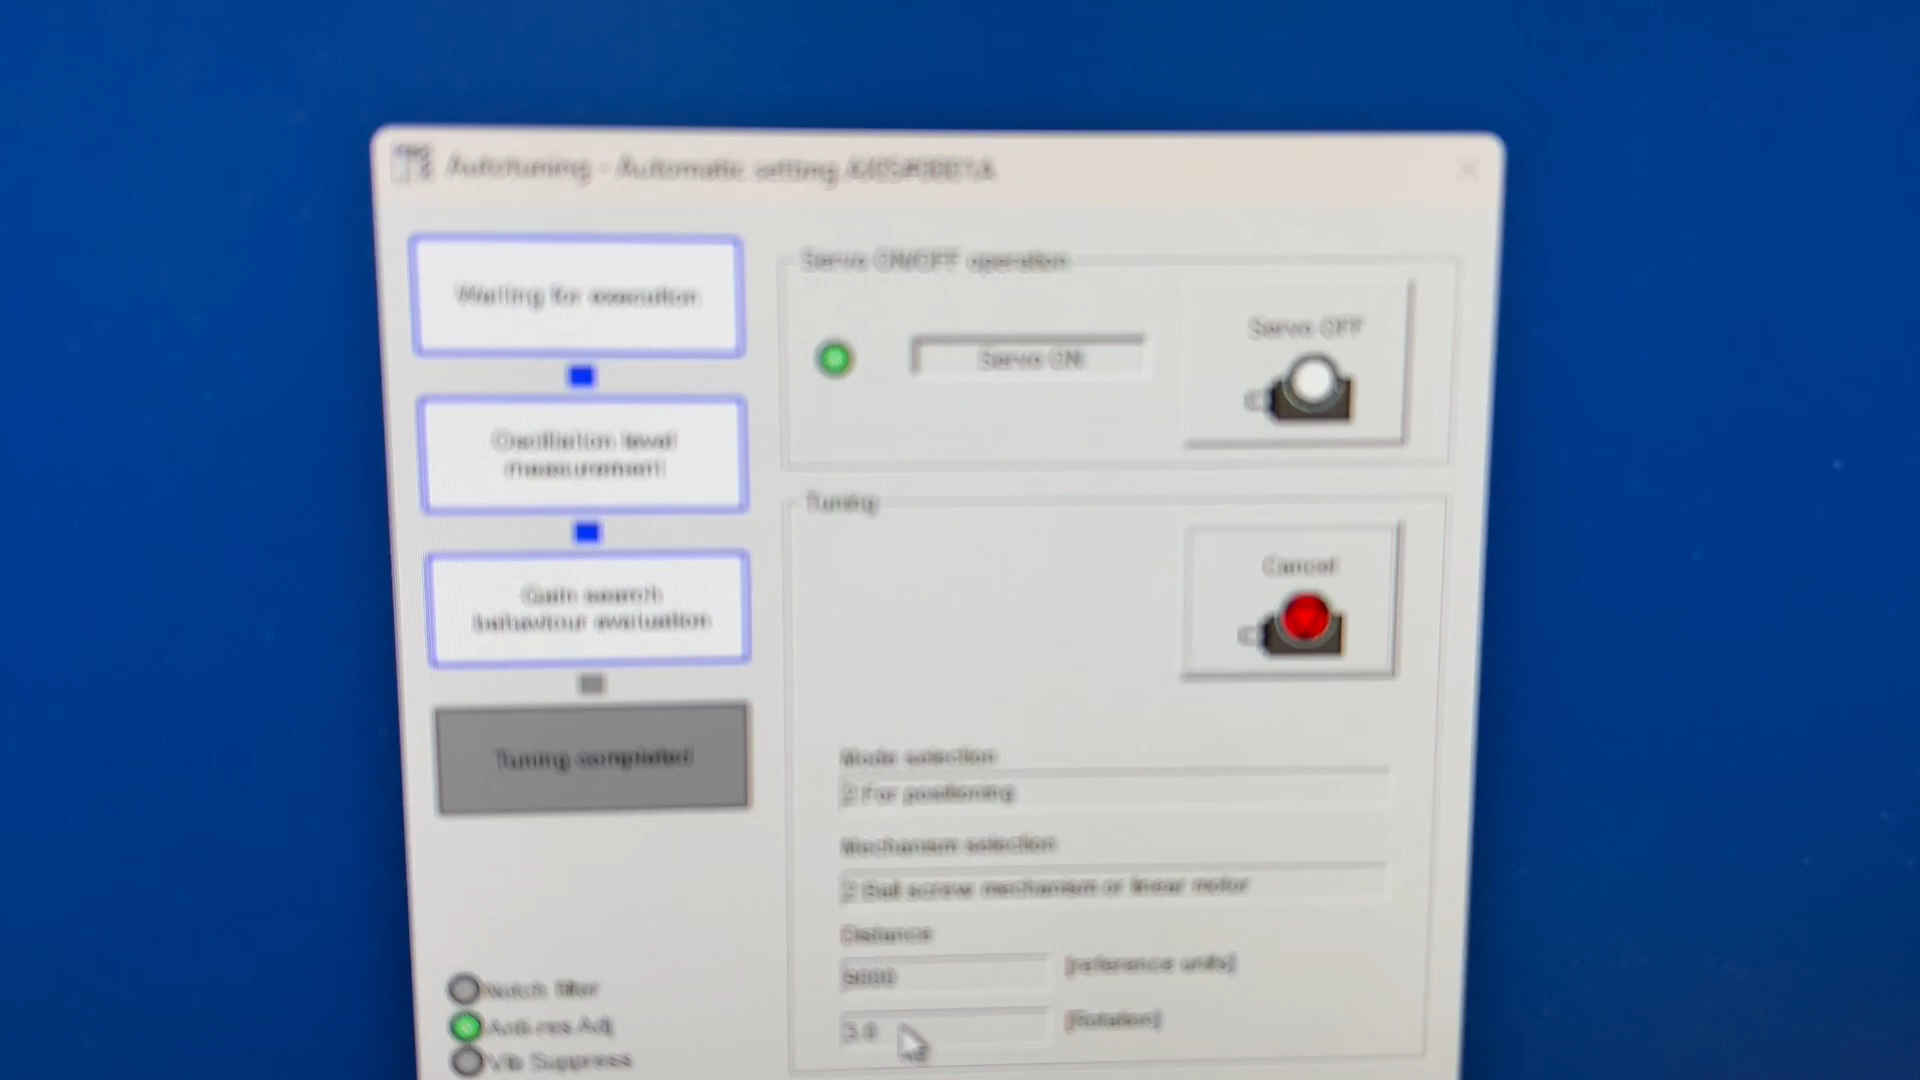 Autotuning - Automatic setting AXIS#0001A
Waiting for execution
Oscillation level
measurement
Gain search
behaviour evaluation
Tuning completed
Notch filter
Anti-res Adj
Vib Suppress
Servo ON/OFF operation
Servo ON
Servo OFF
Tuning
Cancel
Mode selection
2:For positioning
Mechanism selection
2:Ball screw mechanism or linear motor
Distance
[reference units]
[Rotation]